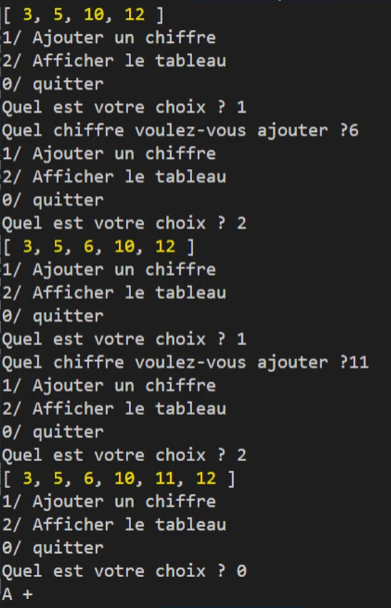 [ 3, 5, 10, 12 ]
1/ Ajouter un chiffre
2/ Afficher le tableau
0/ quitter
Quel est votre choix ? 1
Quel chiffre voulez-vous ajouter ?6
1/ Ajouter un chiffre
2/ Afficher le tableau
0/ quitter
Quel est votre choix ? 2
[ 3, 5, 6, 10, 12 ]
1/ Ajouter un chiffre
2/ Afficher le tableau
0/ quitter
Quel est votre choix ? 1
Quel chiffre voulez-vous ajouter ?11
1/ Ajouter un chiffre
2/ Afficher le tableau
0/ quitter
Quel est votre choix ? 2
[ 3, 5, 6, 10, 11, 12 ]
1/ Ajouter un chiffre
2/ Afficher le tableau
0/ quitter
Quel est votre choix ? 0
A +